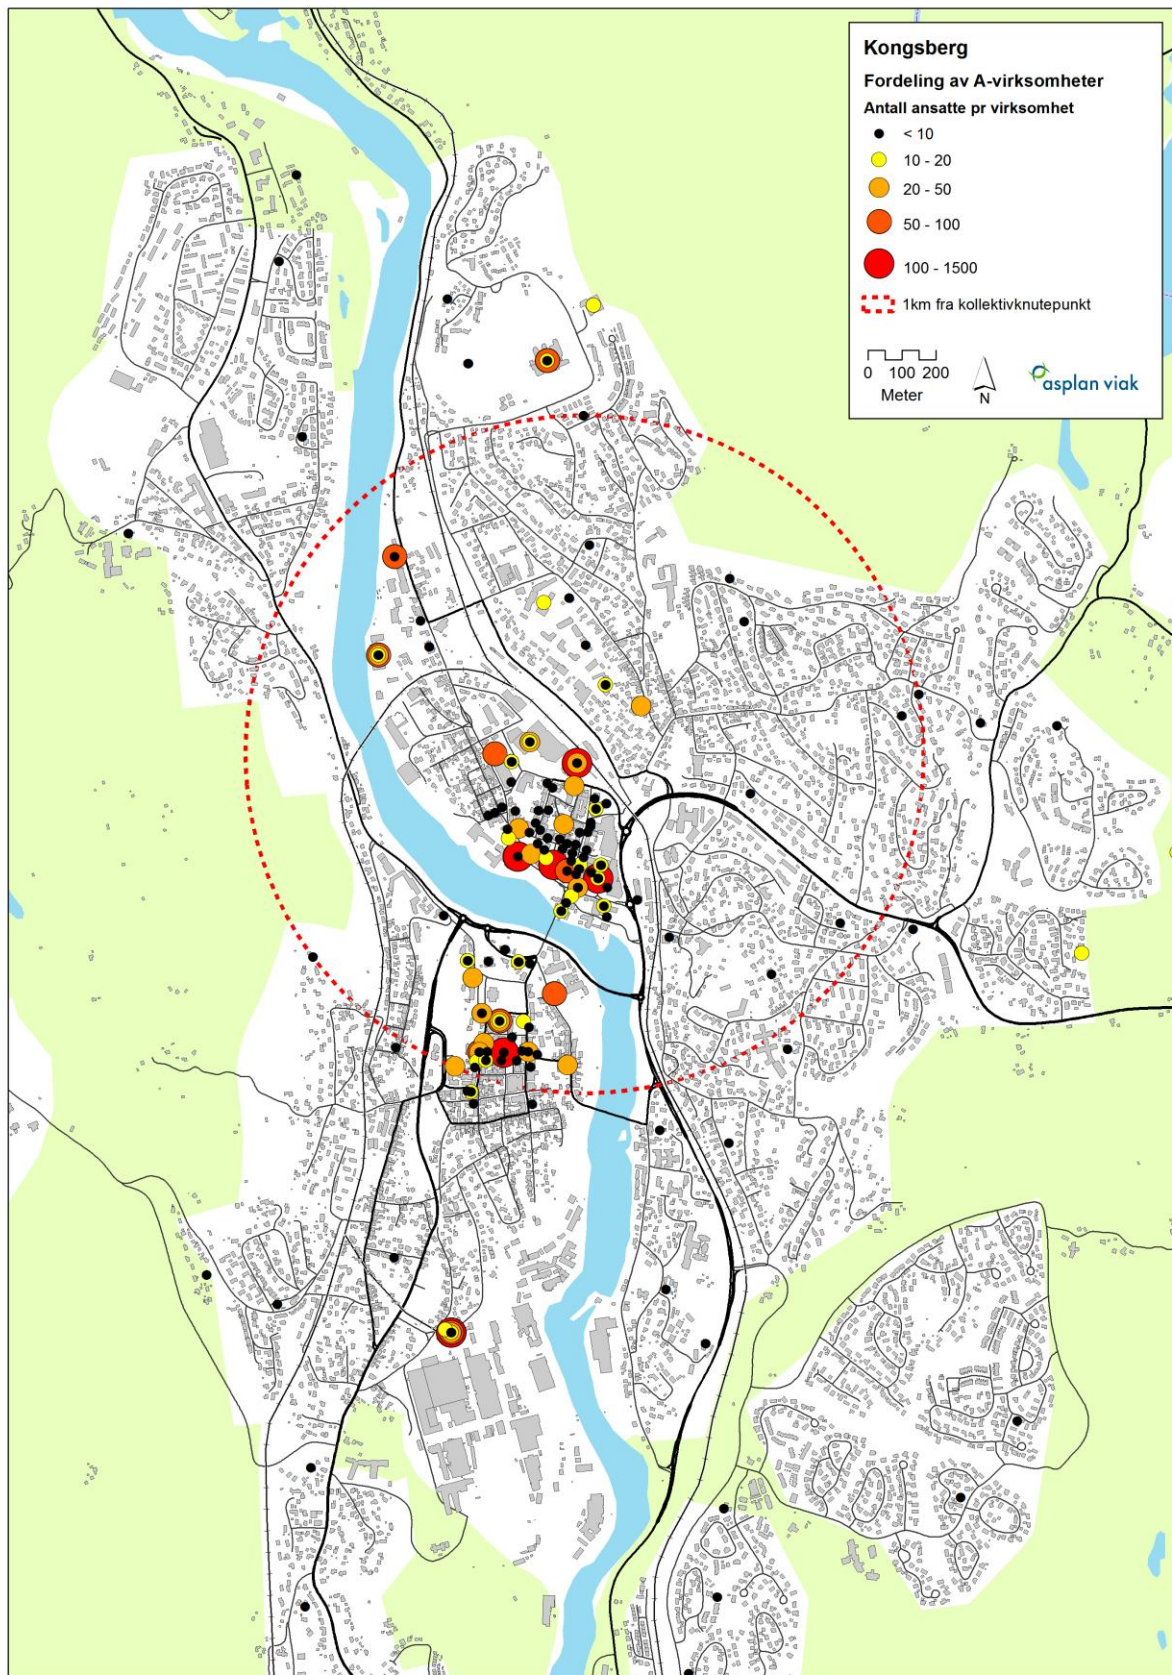 Kongsberg
Fordeling av A-virksomheter
Antall ansatte pr virksomhet
< 10
10 - 20
20 - 50
50 - 100
100 - 1500
1km fra kollektivknutepunkt
0 100 200
Meter
N
asplan viak